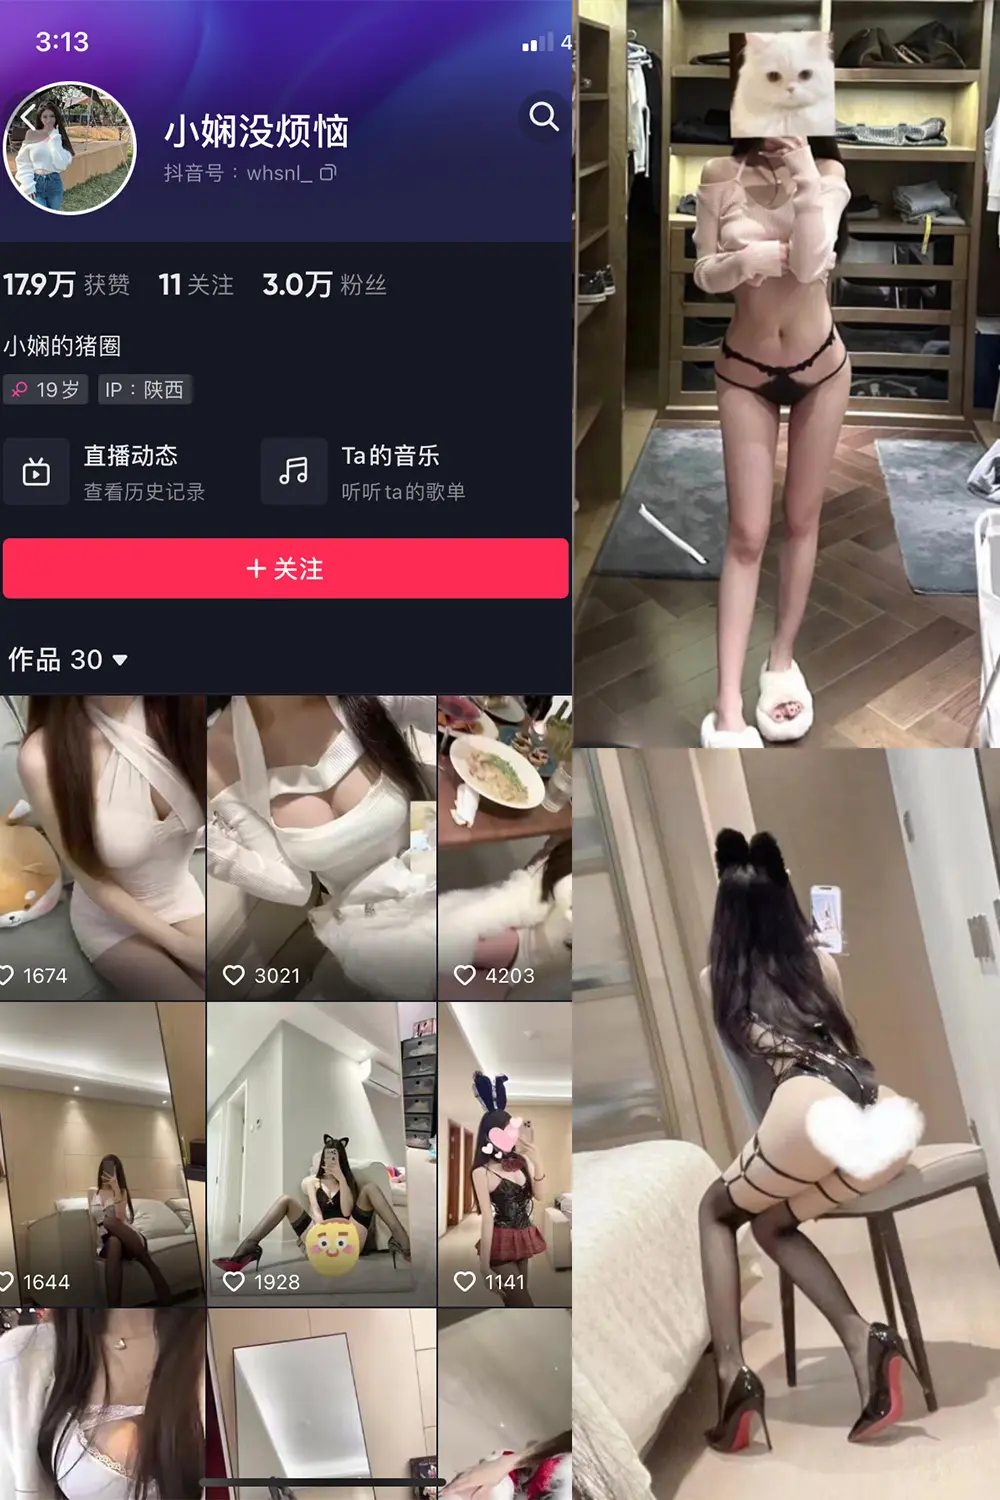 3:13
4
小娴没烦恼
抖音号：whsnl_
17.9万 获赞 11 关注 3.0万 粉丝
小娴的猪圈
19岁 IP：陕西
直播动态
查看历史记录
Ta的音乐
听听ta的歌单
+ 关注
作品 30
1674
3021
4203
1644
1928
1141